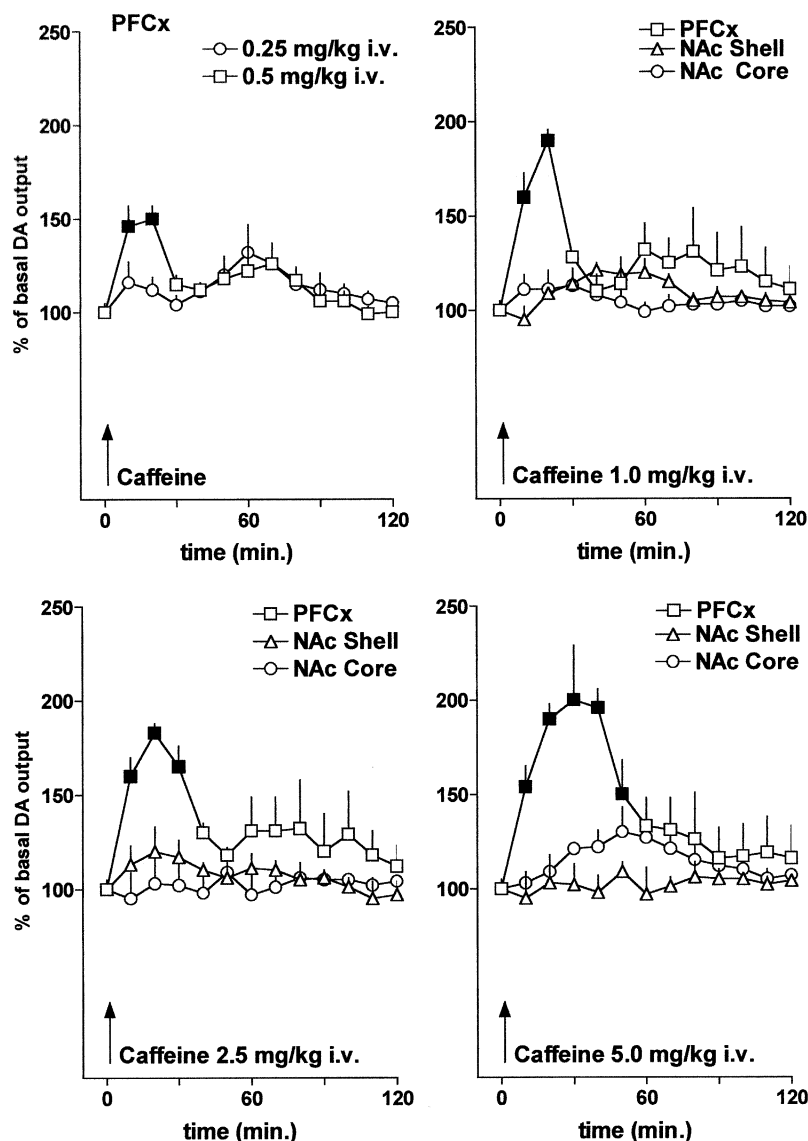 PFCx
0.25 mg/kg i.v.
0.5 mg/kg i.v.
250
200
150
100
% of basal DA output
Caffeine
0
60
120
time (min.)
PFCx
NAc Shell
NAc Core
250
200
150
100
Caffeine 1.0 mg/kg i.v.
0
60
120
time (min.)
PFCx
NAc Shell
NAc Core
250
200
150
100
% of basal DA output
Caffeine 2.5 mg/kg i.v.
0
60
120
time (min.)
PFCx
NAc Shell
NAc Core
250
200
150
100
Caffeine 5.0 mg/kg i.v.
0
60
120
time (min.)